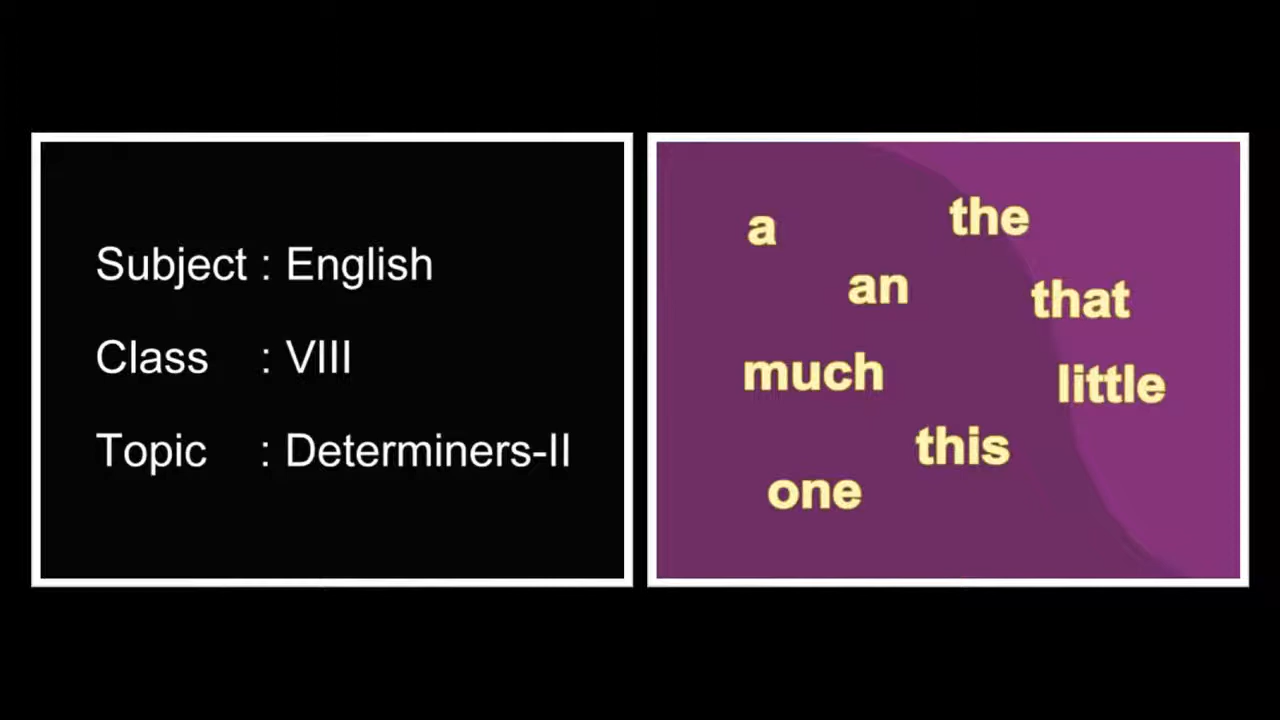 Subject : English
Class : VIII
Topic : Determiners-II
a
the
an
that
much
little
this
one